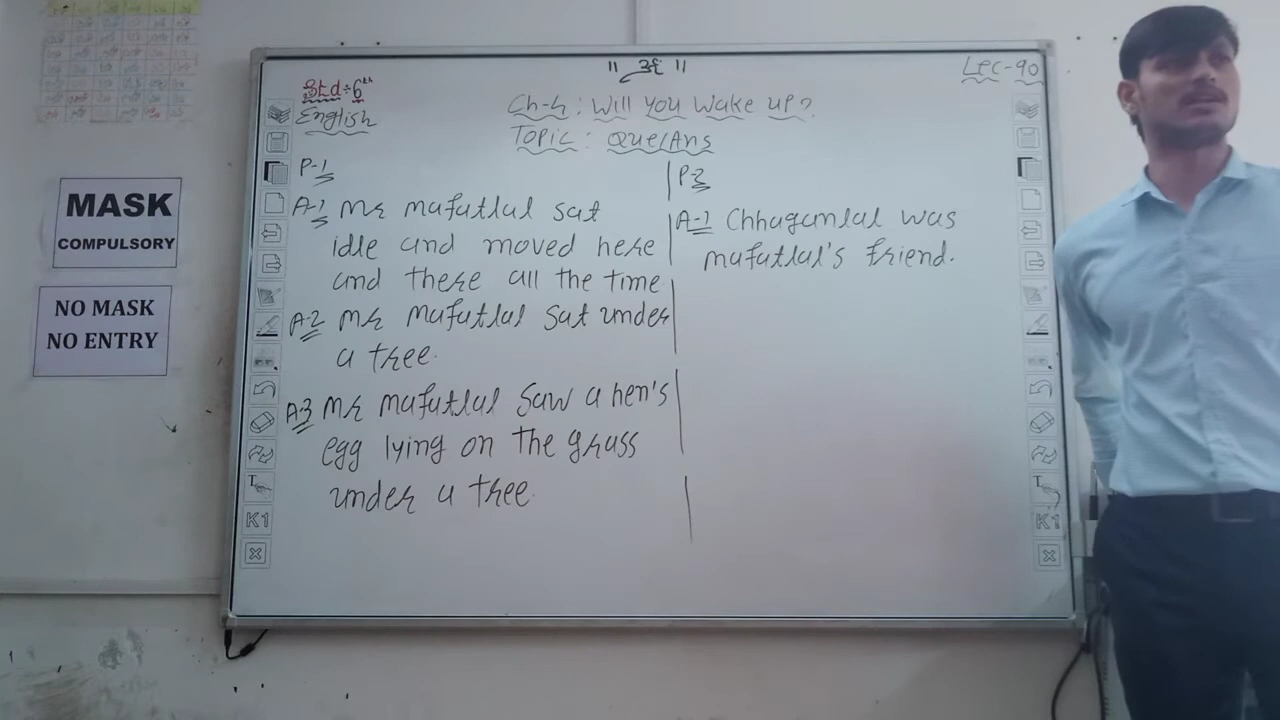 MASK
COMPULSORY
NO MASK
NO ENTRY
Std ÷ 6th
English
Lec-90
Ch-4: Will You Wake up?
Topic: Que/Ans
P-1
A-1 Mr mafatlal sat
idle and moved here
and there all the time
A-2 Mr Mafatlal sat under
a tree.
A-3 Mr mafatlal saw a hen's
egg lying on the grass
under a tree.
A-1 Chhaganlal was
mafatlal's friend.
K1
K1